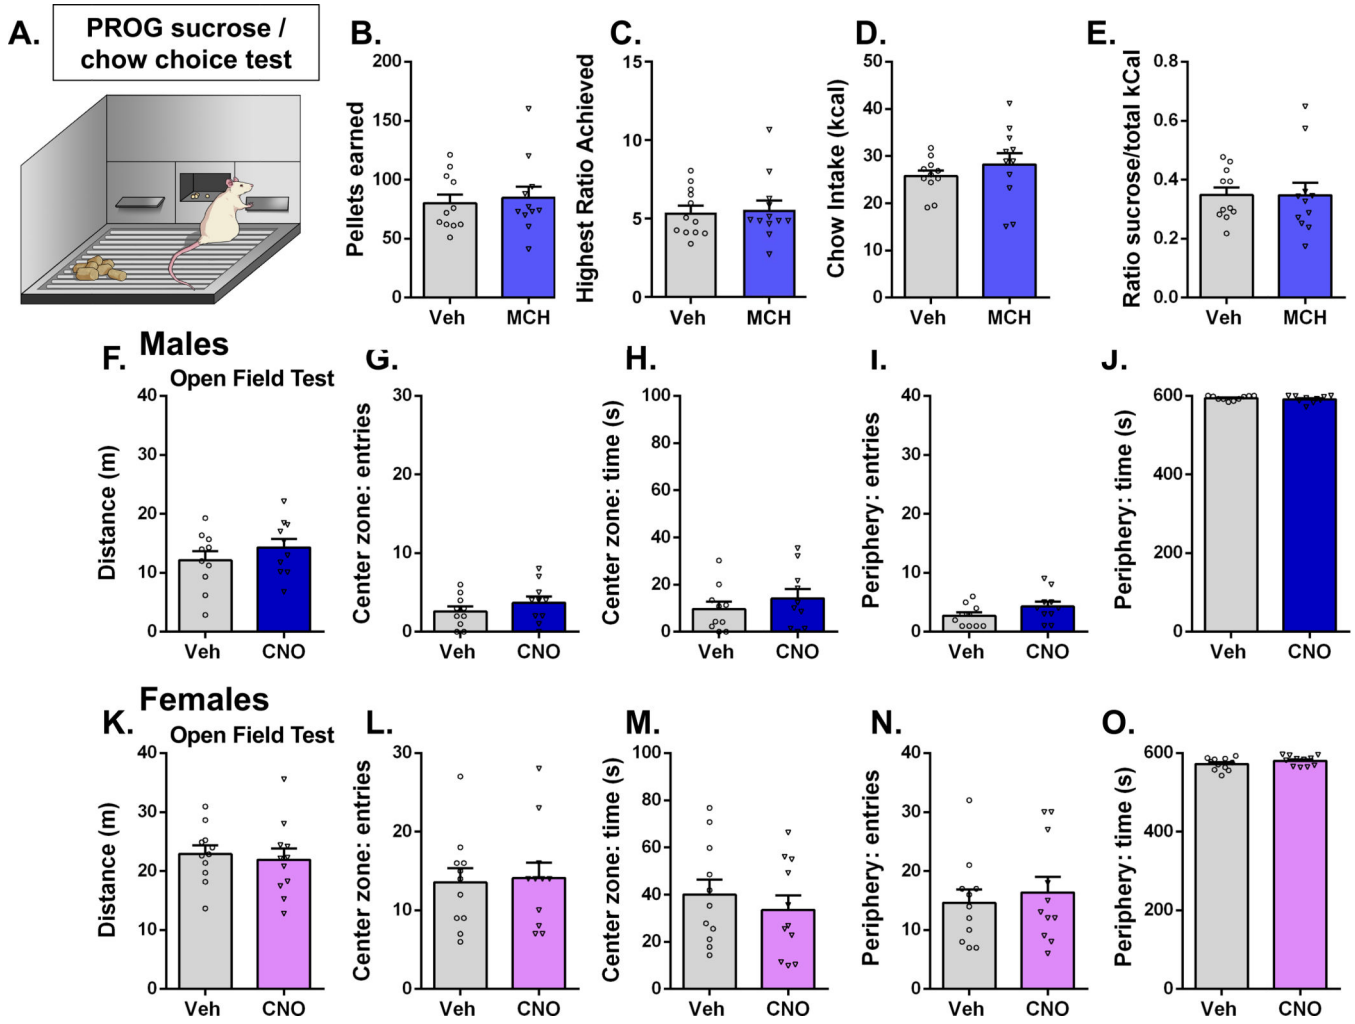 A.
PROG sucrose /
chow choice test
B.
Pellets earned
200
150
100
50
0
Veh
MCH
C.
Highest Ratio Achieved
15
10
5
0
Veh
MCH
D.
Chow Intake (kcal)
50
40
30
20
10
0
Veh
MCH
E.
Ratio sucrose/total kCal
0.8
0.6
0.4
0.2
0.0
Veh
MCH
Males
F.
Open Field Test
Distance (m)
40
30
20
10
0
Veh
CNO
G.
Center zone: entries
30
20
10
0
Veh
CNO
H.
Center zone: time (s)
100
80
60
40
20
0
Veh
CNO
I.
Periphery: entries
40
30
20
10
0
Veh
CNO
J.
Periphery: time (s)
600
400
200
0
Veh
CNO
Females
K.
Open Field Test
Distance (m)
40
30
20
10
0
Veh
CNO
L.
Center zone: entries
30
20
10
0
Veh
CNO
M.
Center zone: time (s)
100
80
60
40
20
0
Veh
CNO
N.
Periphery: entries
40
30
20
10
0
Veh
CNO
O.
Periphery: time (s)
600
400
200
0
Veh
CNO